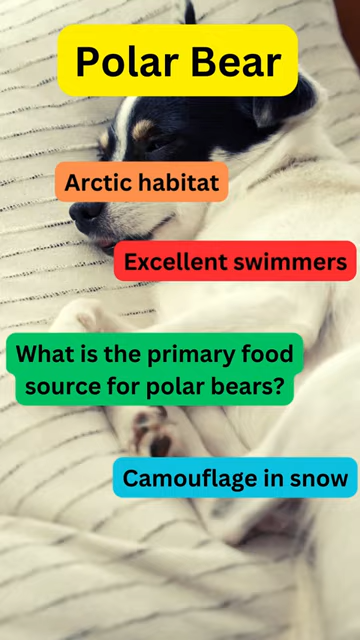 Polar Bear
Arctic habitat
Excellent swimmers
What is the primary food
source for polar bears?
Camouflage in snow